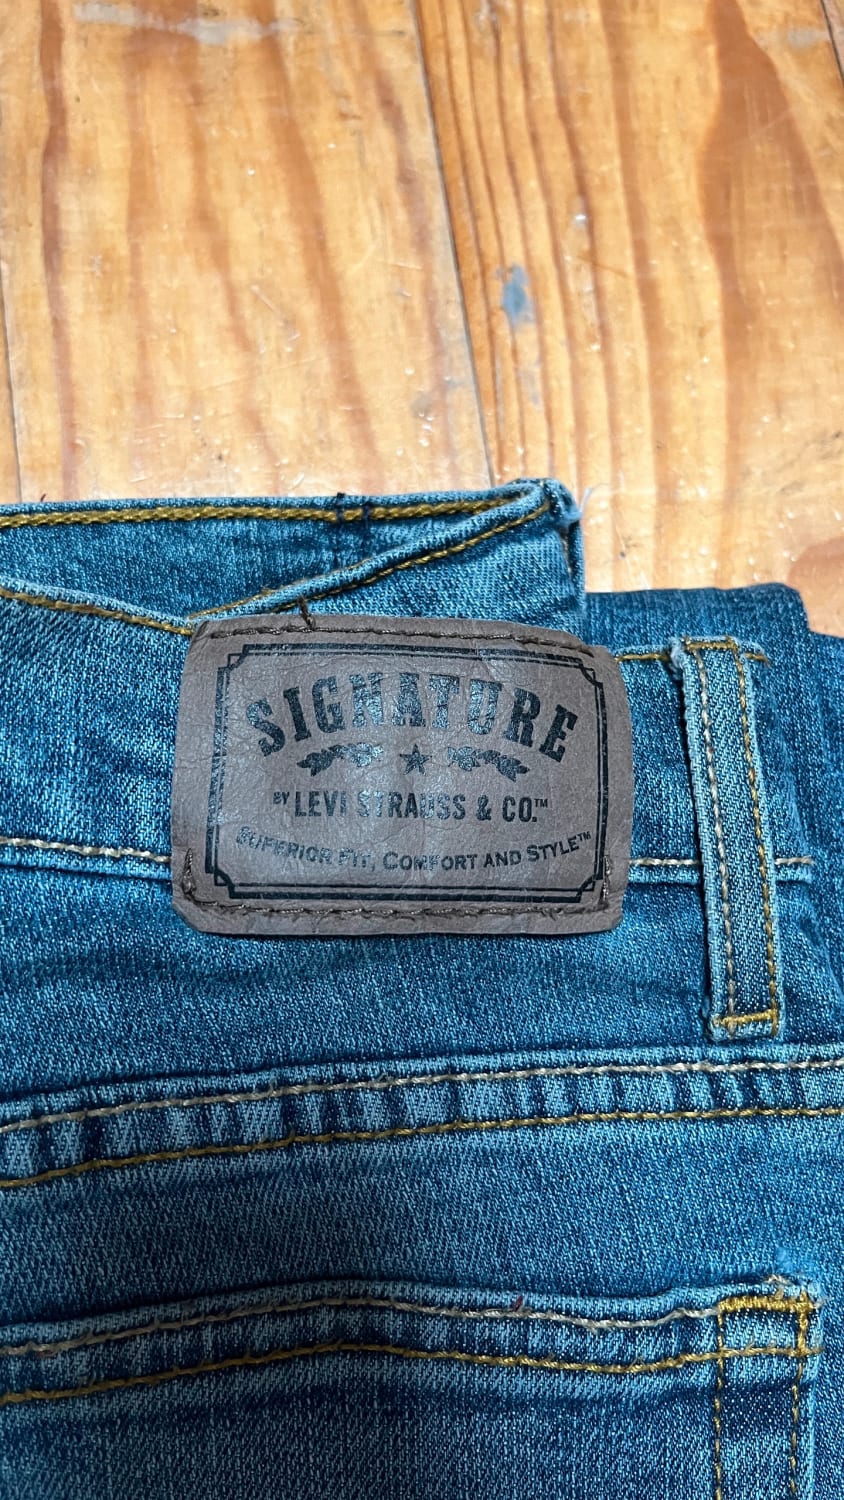 SIGNATURE
BY LEVI STRAUSS & CO.™
SUPERIOR FIT, COMFORT AND STYLE™